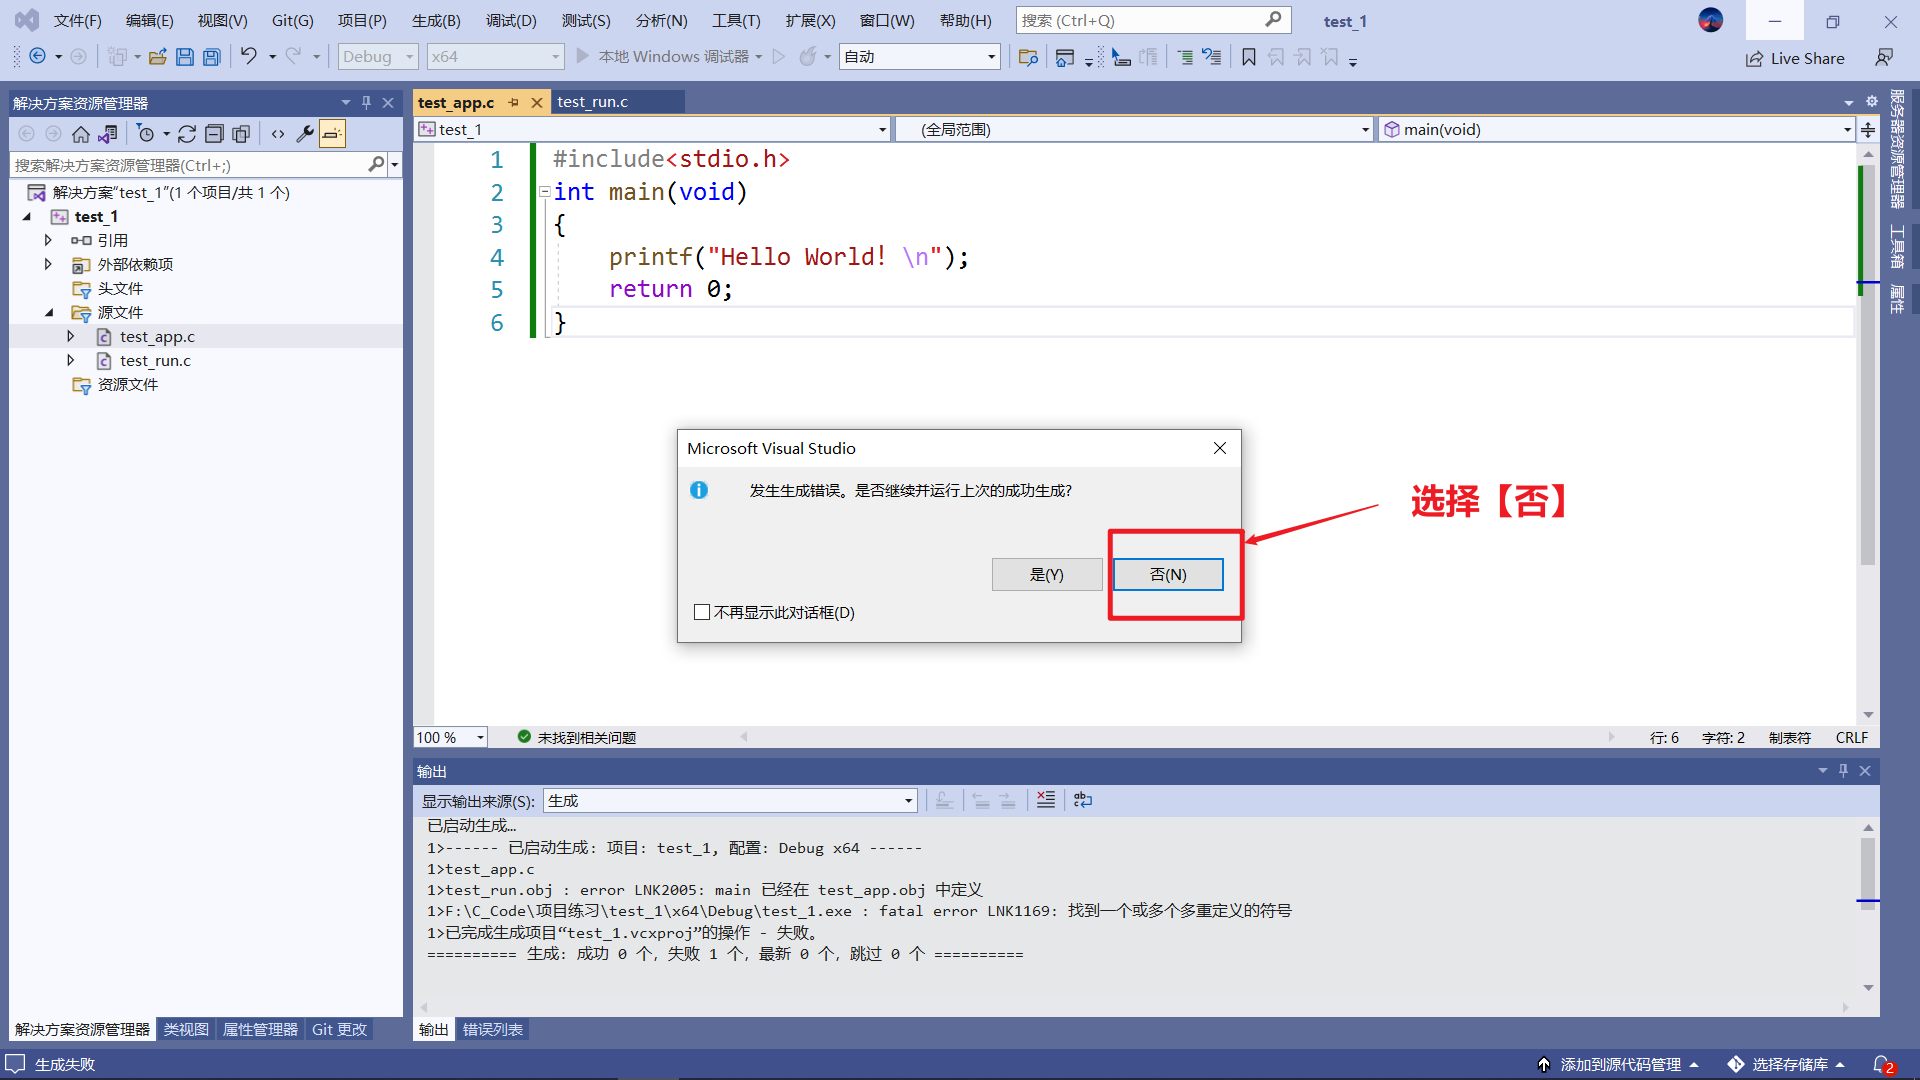 文件(F) 编辑(E) 视图(V) Git(G) 项目(P) 生成(B) 调试(D) 测试(S) 分析(N) 工具(T) 扩展(X) 窗口(W) 帮助(H) 搜索 (Ctrl+Q) test_1
Debug x64 本地 Windows 调试器 自动 Live Share
解决方案资源管理器
搜索解决方案资源管理器(Ctrl+;)
解决方案“test_1”(1 个项目/共 1 个)
test_1
引用
外部依赖项
头文件
源文件
test_app.c
test_run.c
资源文件
解决方案资源管理器 类视图 属性管理器 Git 更改
test_app.c test_run.c
test_1 (全局范围) main(void)
1 #include<stdio.h>
2 int main(void)
3 {
4 printf("Hello World! \n");
5 return 0;
6 }
Microsoft Visual Studio
发生生成错误。是否继续并运行上次的成功生成?
是(Y) 否(N)
不再显示此对话框(D)
选择【否】
100 % 未找到相关问题 行: 6 字符: 2 制表符 CRLF
输出
显示输出来源(S): 生成
已启动生成...
1>------ 已启动生成: 项目: test_1, 配置: Debug x64 ------
1>test_app.c
1>test_run.obj : error LNK2005: main 已经在 test_app.obj 中定义
1>F:\C_Code\项目练习\test_1\x64\Debug\test_1.exe : fatal error LNK1169: 找到一个或多个多重定义的符号
1>已完成生成项目“test_1.vcxproj”的操作 - 失败。
========== 生成: 成功 0 个，失败 1 个，最新 0 个，跳过 0 个 ==========
输出 错误列表
服务器资源管理器
工具箱
属性
生成失败 添加到源代码管理 选择存储库 2